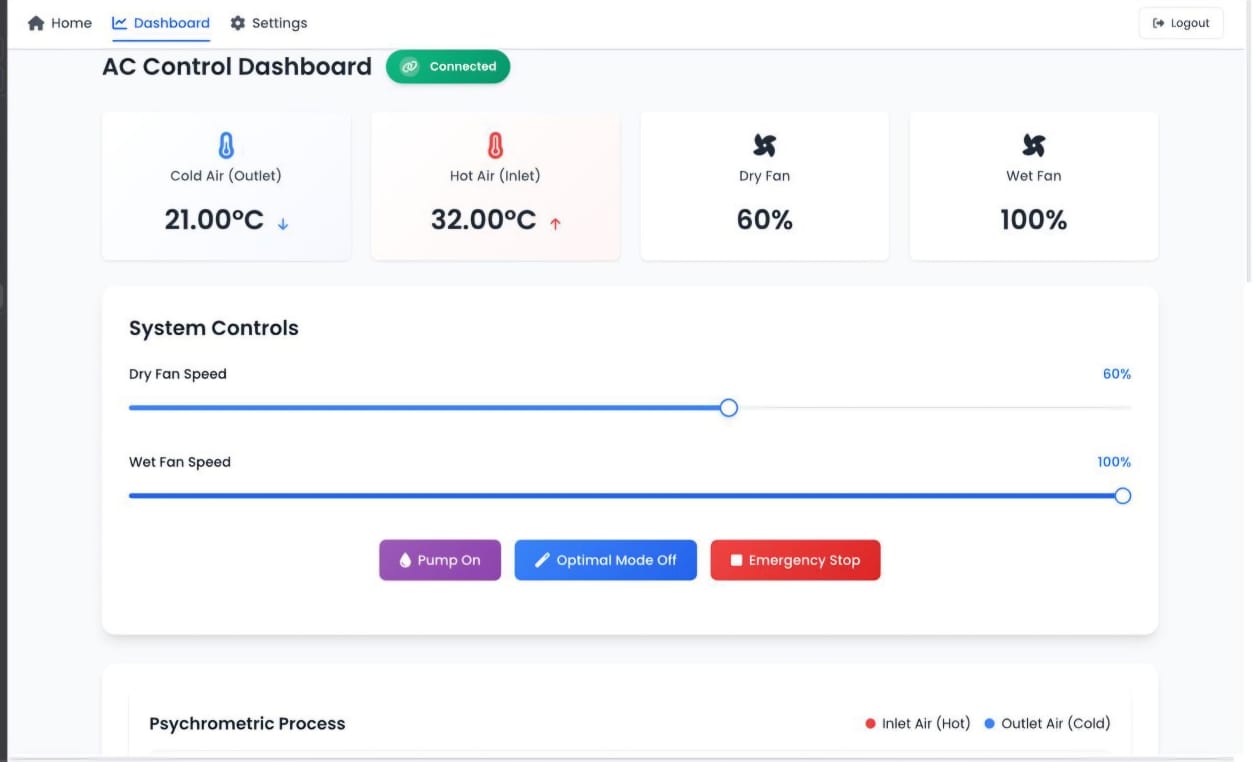 Home Dashboard Settings Logout
AC Control Dashboard Connected
Cold Air (Outlet) Hot Air (Inlet) Dry Fan Wet Fan
21.00°C ↓ 32.00°C ↑ 60% 100%
System Controls
Dry Fan Speed 60%
Wet Fan Speed 100%
Pump On Optimal Mode Off Emergency Stop
Psychrometric Process Inlet Air (Hot) Outlet Air (Cold)